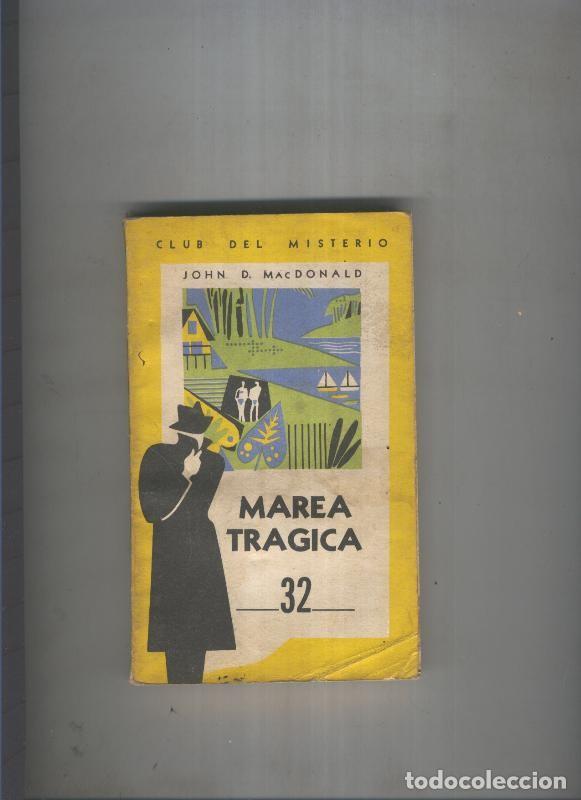 CLUB DEL MISTERIO
JOHN D. MACDONALD
MAREA
TRAGICA
32
todocoleccion